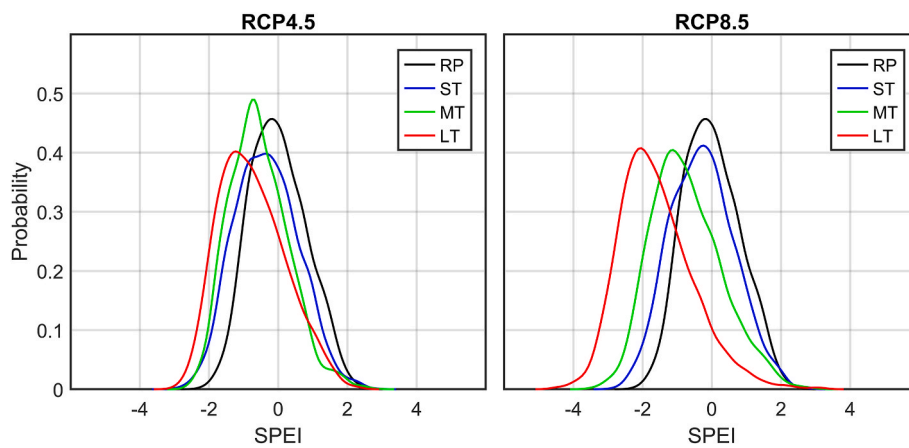 RCP4.5
RCP8.5
Probability
0.5
0.4
0.3
0.2
0.1
0
RP
ST
MT
LT
RP
ST
MT
LT
-4 -2 0 2 4
-4 -2 0 2 4
SPEI
SPEI